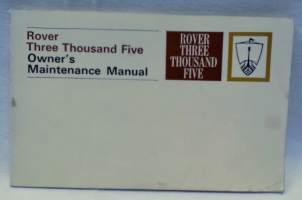 Rover
Three Thousand Five
Owner's
Maintenance Manual
ROVER
THREE
THOUSAND
FIVE